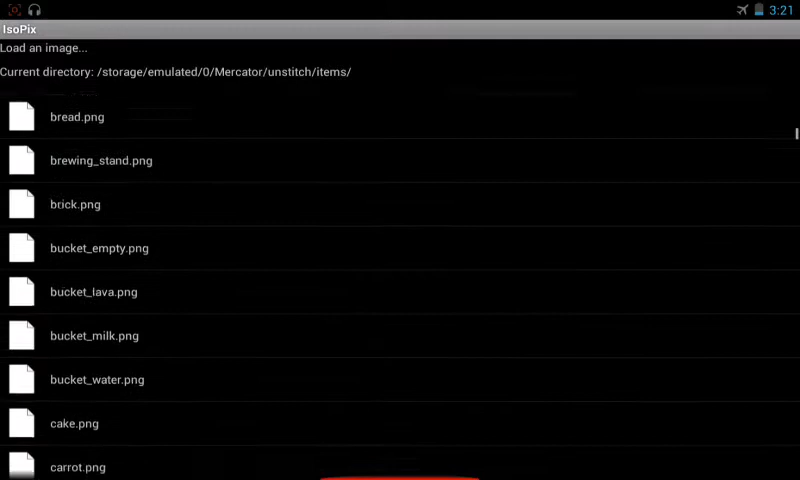 3:21
IsoPix
Load an image...
Current directory: /storage/emulated/0/Mercator/unstitch/items/
bread.png
brewing_stand.png
brick.png
bucket_empty.png
bucket_lava.png
bucket_milk.png
bucket_water.png
cake.png
carrot.png